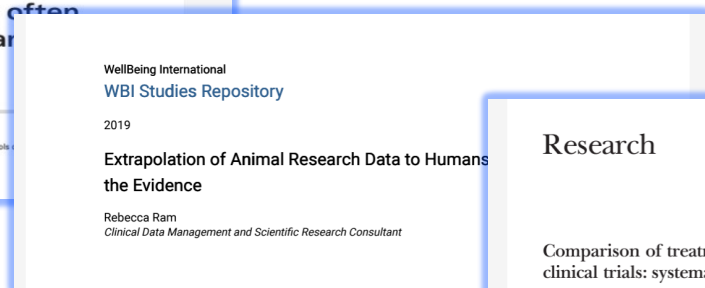 often
WellBeing International
WBI Studies Repository
2019
Extrapolation of Animal Research Data to Humans
the Evidence
Rebecca Ram
Clinical Data Management and Scientific Research Consultant
Research
Comparison of treat
clinical trials: system